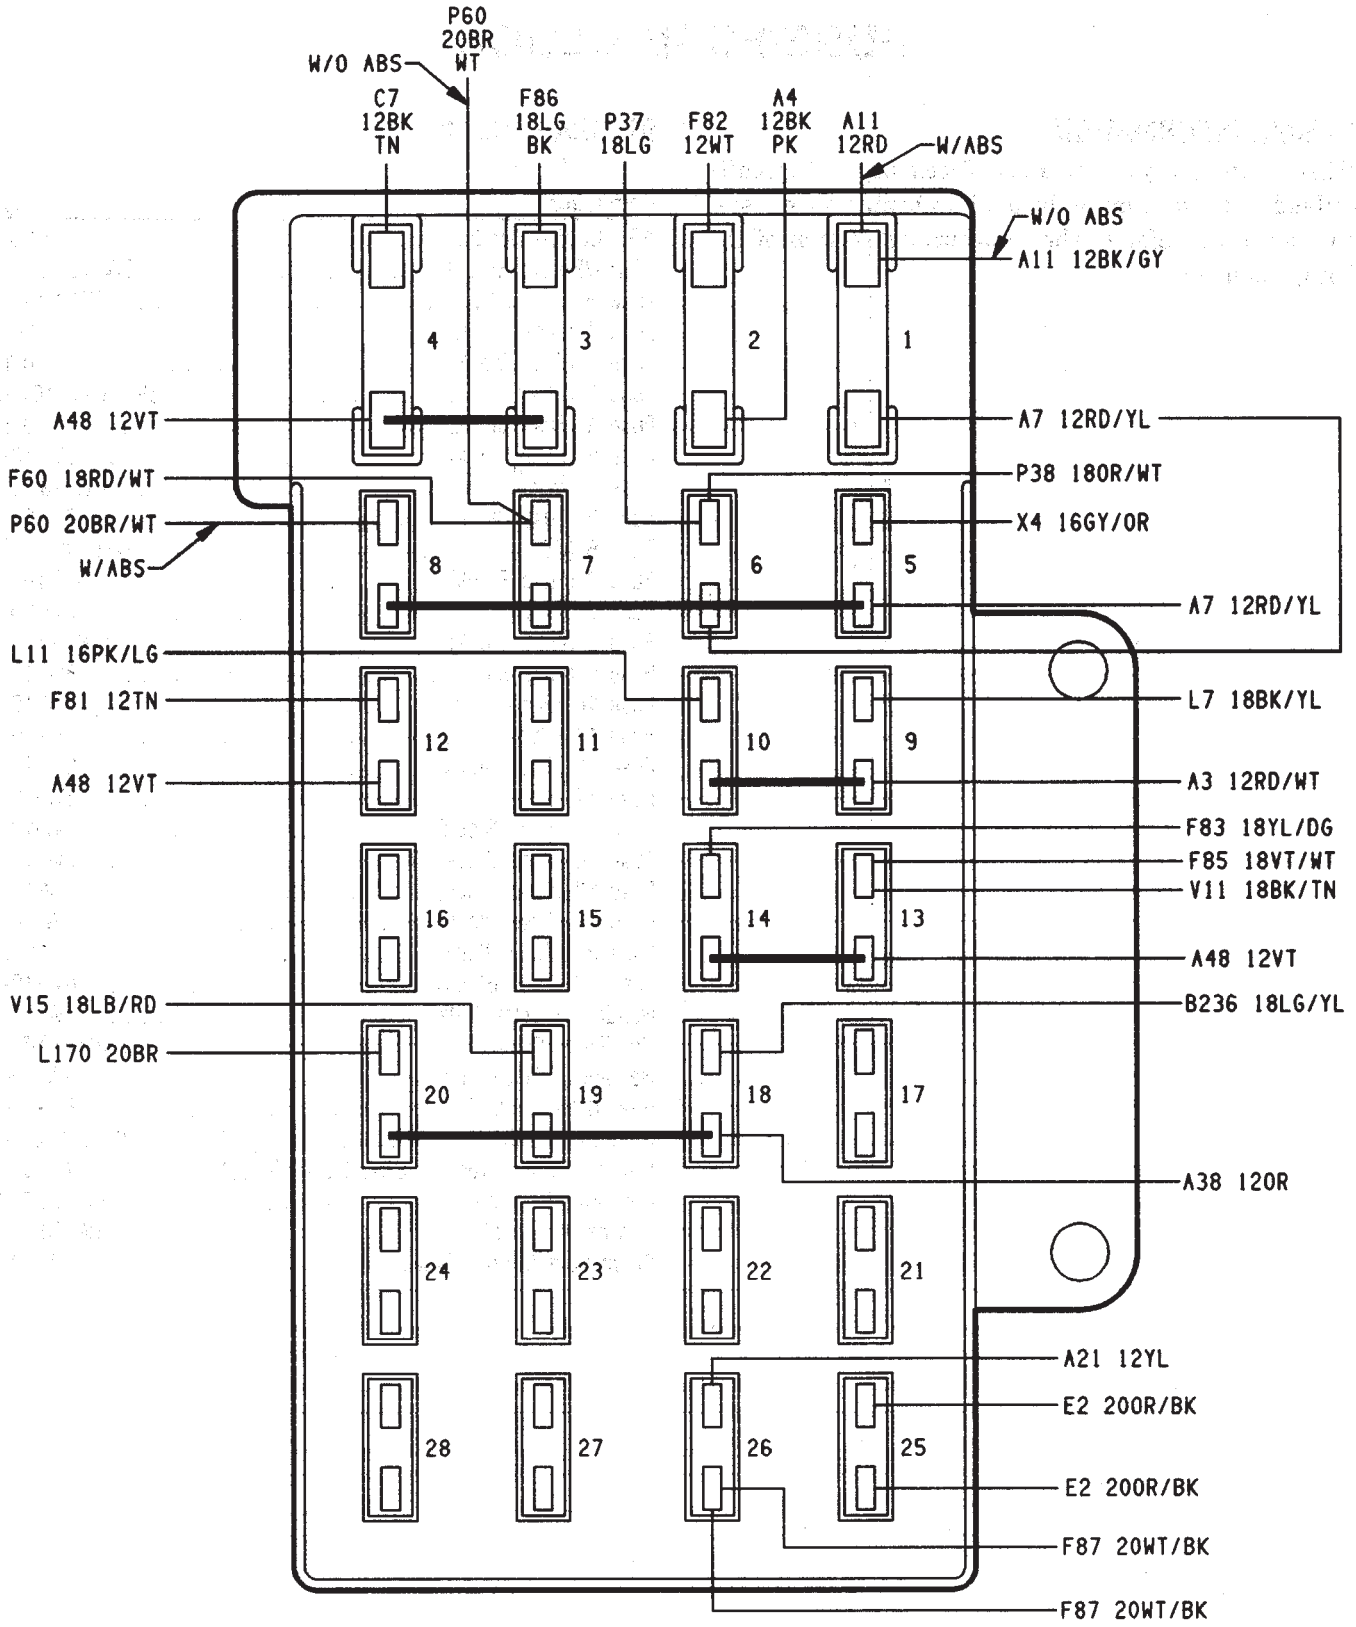 P60
20BR
WT
W/O ABS
C7
12BK
TN
F86
18LG
BK
P37
18LG
F82
12WT
A4
12BK
PK
A11
12RD
W/ABS
W/O ABS
A11 12BK/GY
4
3
2
1
A48 12VT
A7 12RD/YL
F60 18RD/WT
P38 18OR/WT
P60 20BR/WT
X4 16GY/OR
W/ABS
8
7
6
5
A7 12RD/YL
L11 16PK/LG
F81 12TN
L7 18BK/YL
12
11
10
9
A48 12VT
A3 12RD/WT
F83 18YL/DG
F85 18VT/WT
V11 18BK/TN
16
15
14
13
A48 12VT
V15 18LB/RD
B236 18LG/YL
L170 20BR
20
19
18
17
A38 12OR
24
23
22
21
A21 12YL
E2 20OR/BK
28
27
26
25
E2 20OR/BK
F87 20WT/BK
F87 20WT/BK